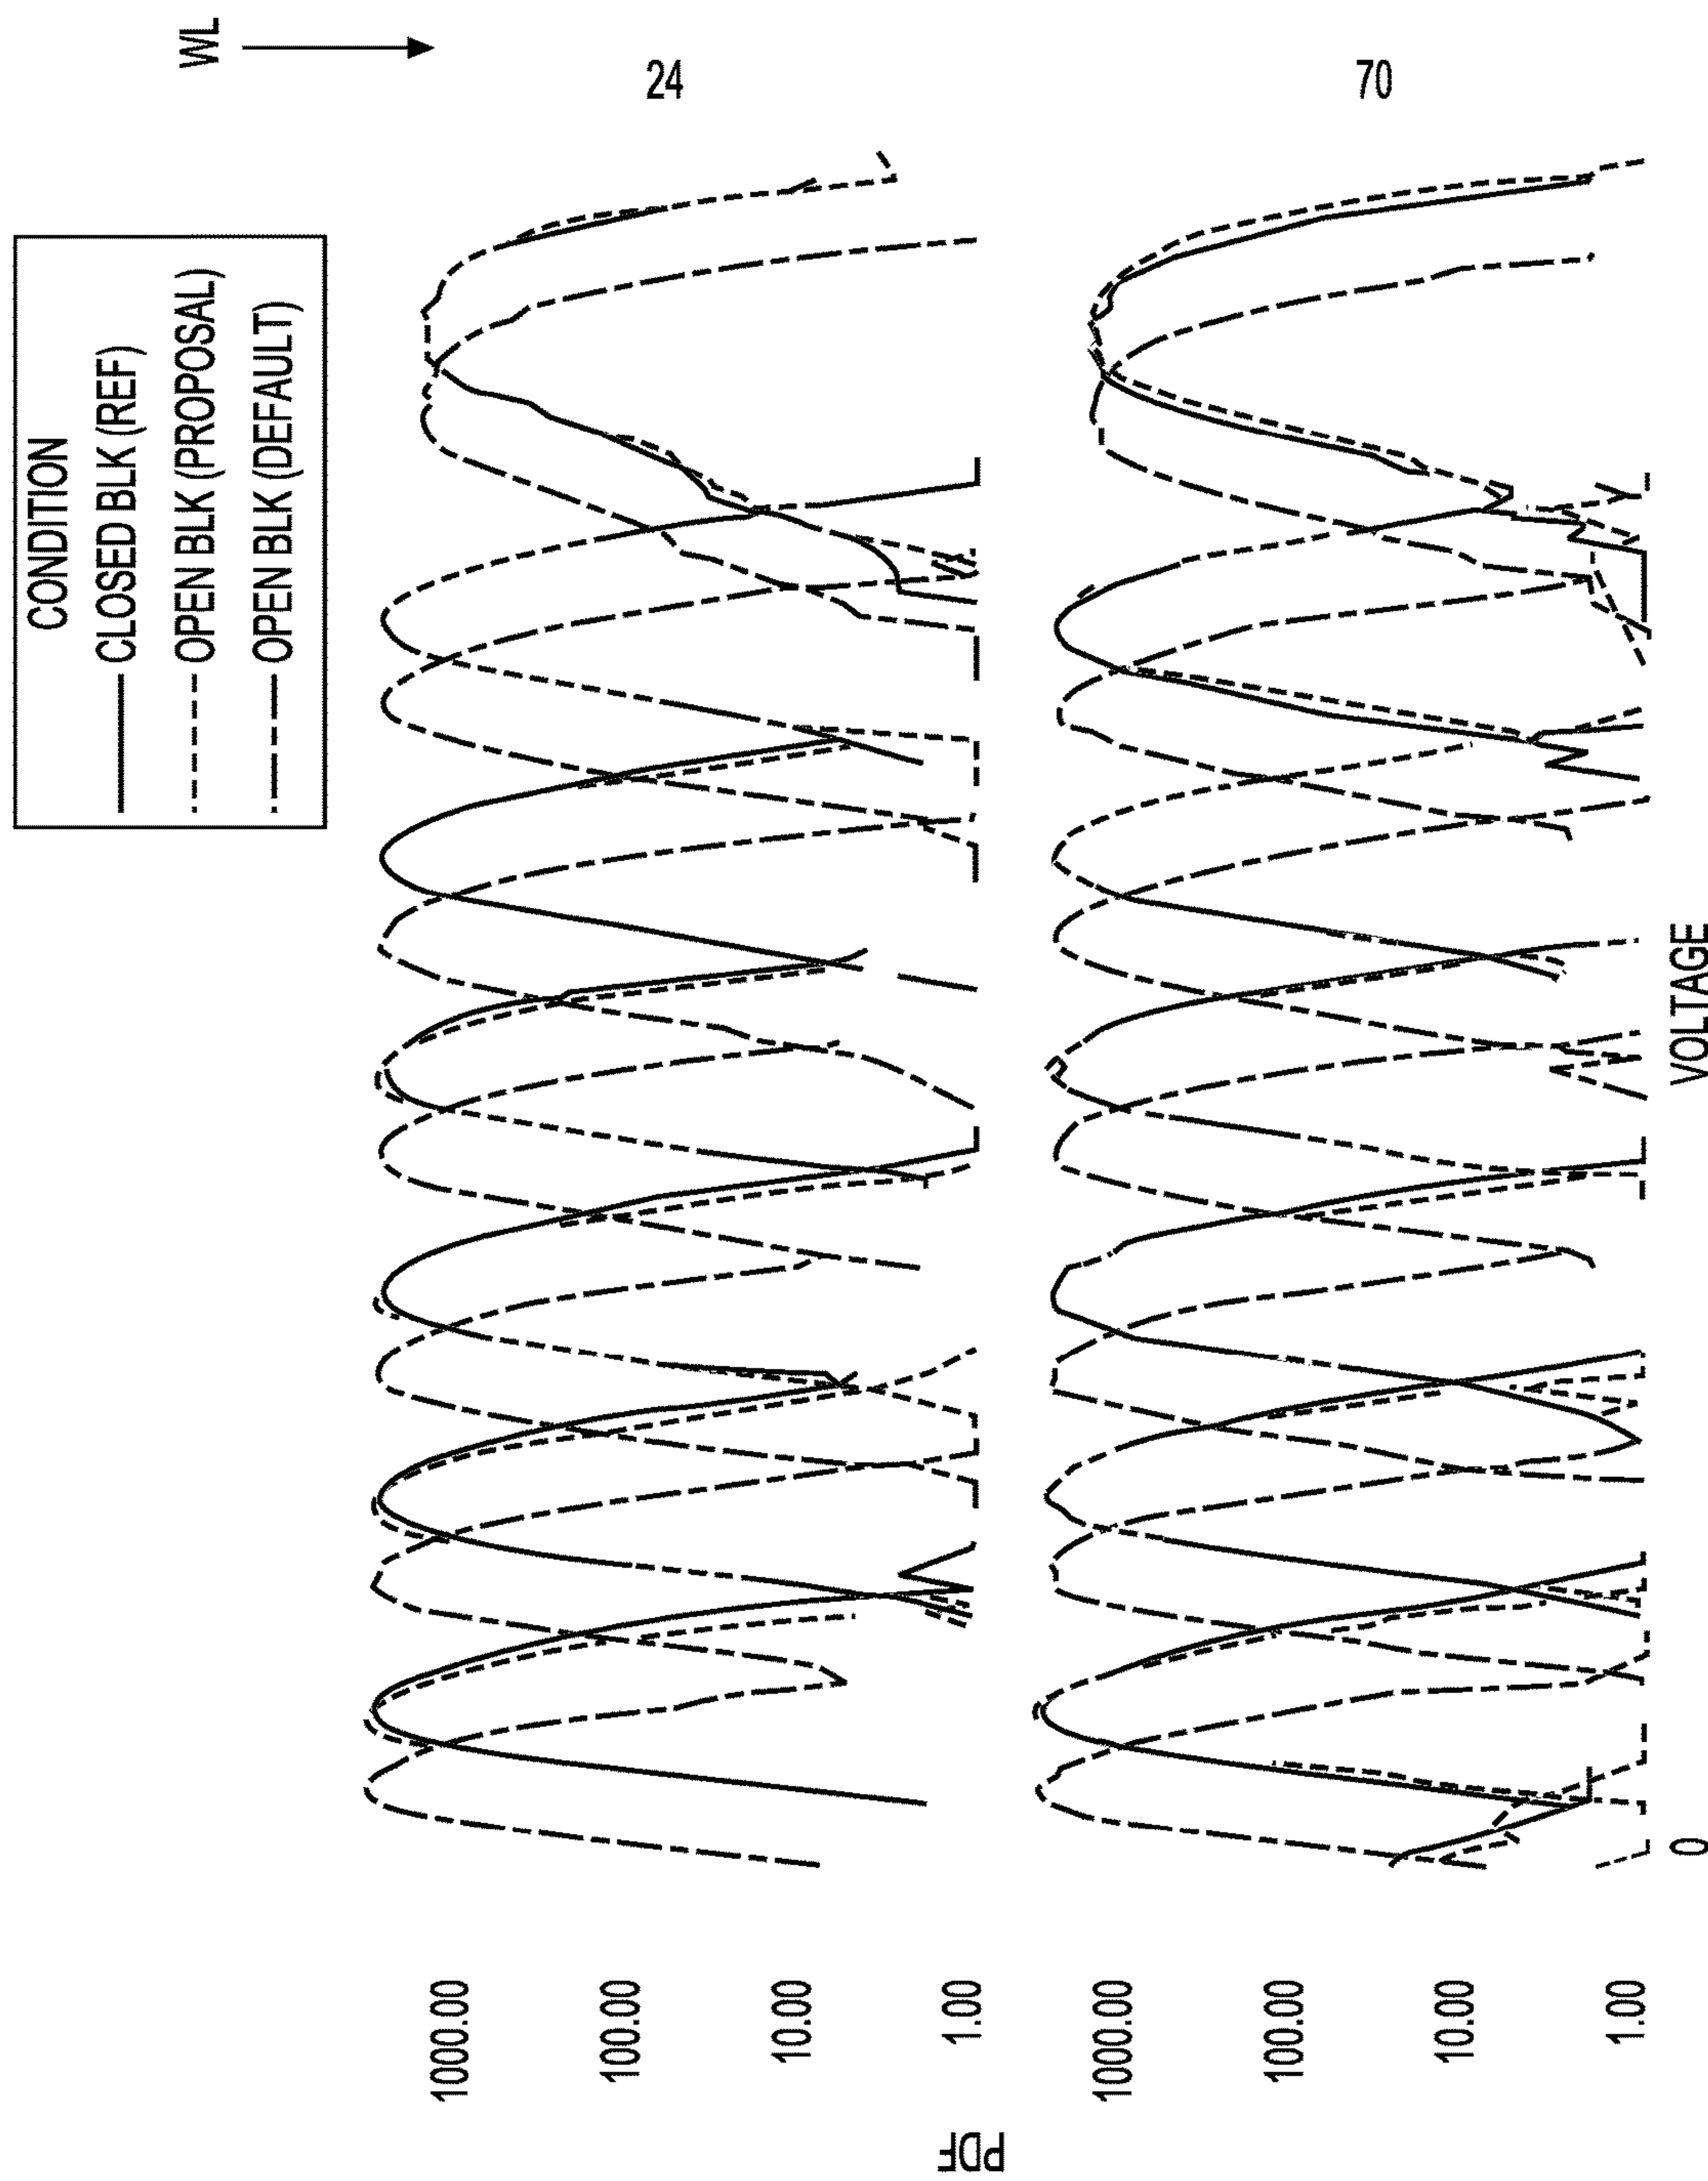 CONDITION
CLOSED BLK (REF)
OPEN BLK (PROPOSAL)
OPEN BLK (DEFAULT)
WL
24
70
PDF
1000.00
100.00
10.00
1.00
1000.00
100.00
10.00
1.00
0
VOLTAGE